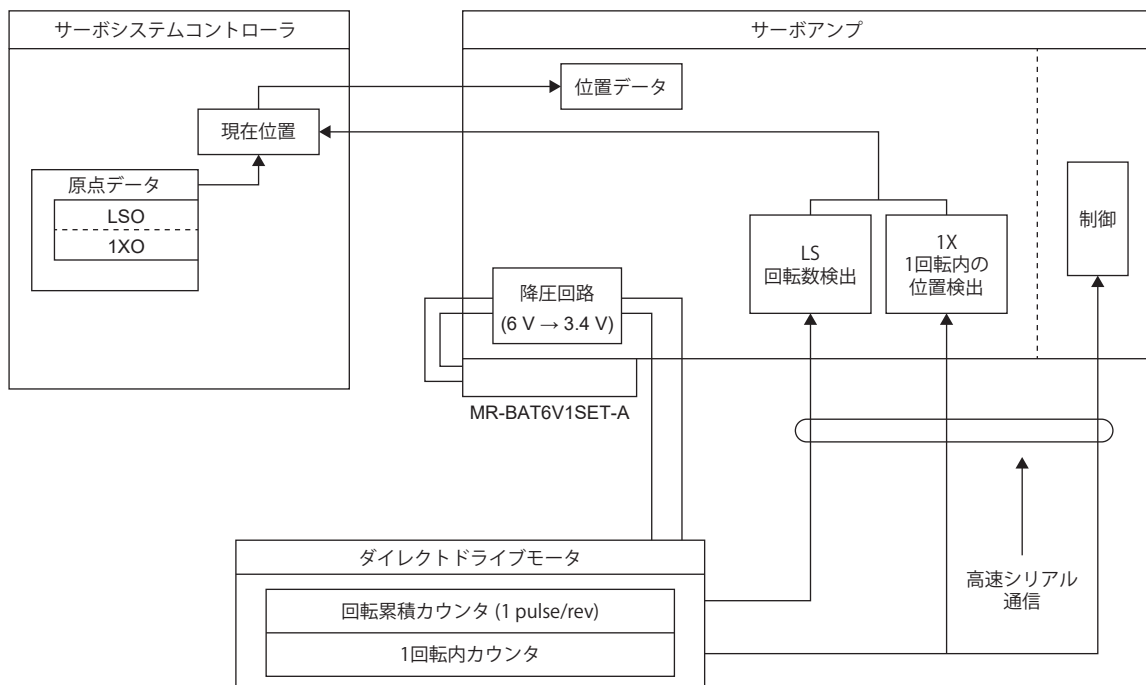 サーボシステムコントローラ
サーボアンプ
位置データ
現在位置
原点データ
LSO
1XO
制御
LS
回転数検出
1X
1回転内の
位置検出
降圧回路
(6 V → 3.4 V)
MR-BAT6V1SET-A
ダイレクトドライブモータ
回転累積カウンタ (1 pulse/rev)
1回転内カウンタ
高速シリアル
通信